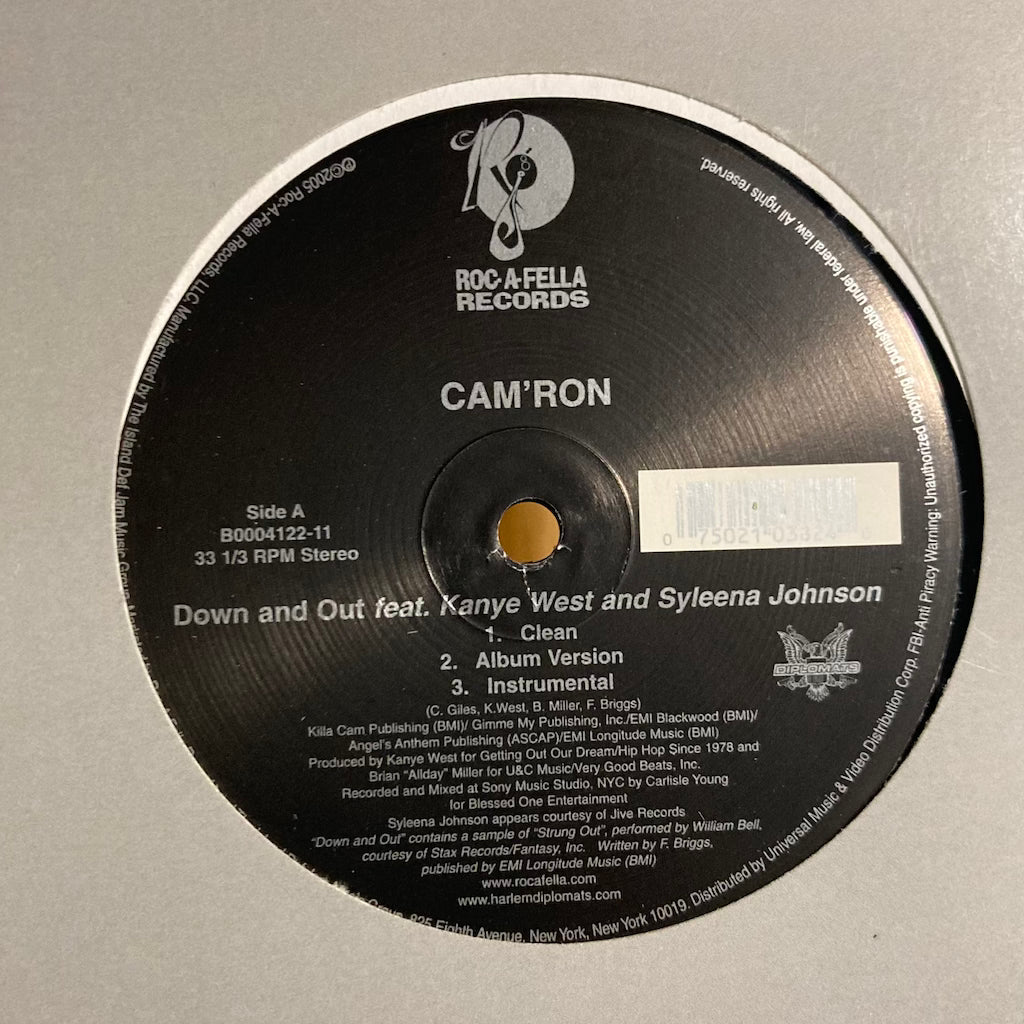 ROC-A-FELLA
RECORDS
CAM'RON
Side A
B0004122-11
33 1/3 RPM Stereo
Down and Out feat. Kanye West and Syleena Johnson
1. Clean
2. Album Version
3. Instrumental
(C. Giles, K.West, B. Miller, F. Briggs)
Killa Cam Publishing (BMI)/ Gimme My Publishing, Inc./EMI Blackwood (BMI)/
Angel's Anthem Publishing (ASCAP)/EMI Longitude Music (BMI)
Produced by Kanye West for Getting Out Our Dream/Hip Hop Since 1978 and
Brian "Allday" Miller for U&C Music/Very Good Beats, Inc.
Recorded and Mixed at Sony Music Studio, NYC by Carlisle Young
for Blessed One Entertainment
Syleena Johnson appears courtesy of Jive Records
"Down and Out" contains a sample of "Strung Out", performed by William Bell,
courtesy of Stax Records/Fantasy, Inc. Written by F. Briggs,
published by EMI Longitude Music (BMI)
www.rocafella.com
www.harlemdiplomats.com
DIPLOMATS
℗©2005 Roc-A-Fella Records, LLC. Manufactured by The Island Def Jam Music Group, 825 Eighth Avenue, New York, New York 10019. Distributed by Universal Music & Video Distribution Corp. FBI-Anti Piracy Warning: Unauthorized copying is punishable under federal law. All rights reserved.